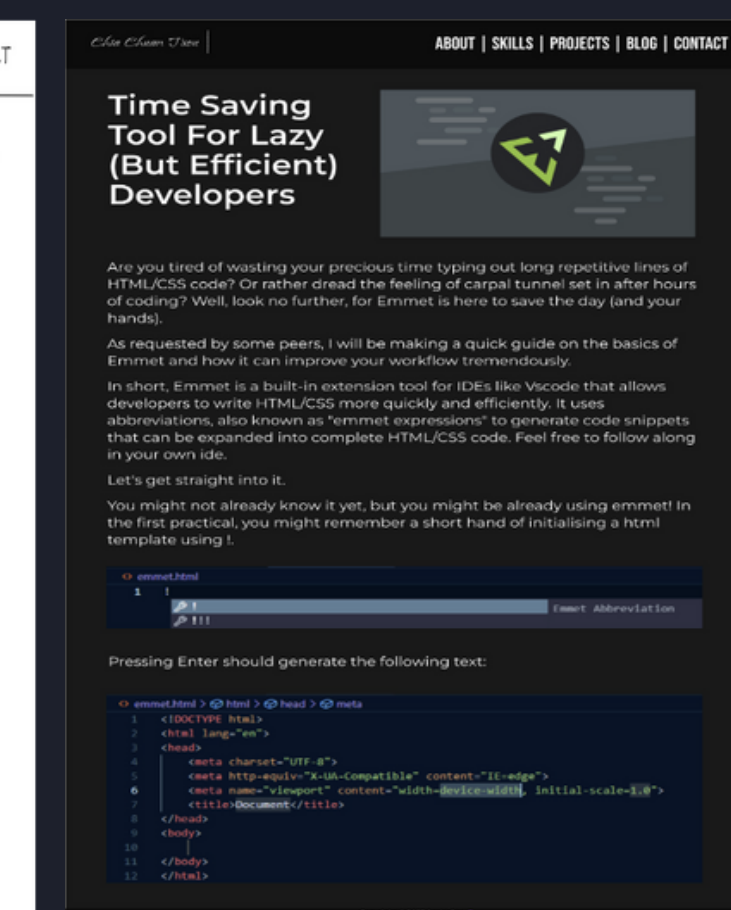 ABOUT | SKILLS | PROJECTS | BLOG | CONTACT
Time Saving
Tool For Lazy
(But Efficient)
Developers
Are you tired of wasting your precious time typing out long repetitive lines of
HTML/CSS code? Or rather dread the feeling of carpal tunnel set in after hours
of coding? Well, look no further, for Emmet is here to save the day (and your
hands).
As requested by some peers, I will be making a quick guide on the basics of
Emmet and how it can improve your workflow tremendously.
In short, Emmet is a built-in extension tool for IDEs like Vscode that allows
developers to write HTML/CSS more quickly and efficiently. It uses
abbreviations, also known as "emmet expressions" to generate code snippets
that can be expanded into complete HTML/CSS code. Feel free to follow along
in your own ide.
Let's get straight into it.
You might not already know it yet, but you might be already using emmet! In
the first practical, you might remember a short hand of initialising a html
template using !.
emmet.html
1 !
! Emmet Abbreviation
!!!
Pressing Enter should generate the following text:
emmet.html > html > head > meta
1 <!DOCTYPE html>
2 <html lang="en">
3 <head>
4 <meta charset="UTF-8">
5 <meta http-equiv="X-UA-Compatible" content="IE-edge">
6 <meta name="viewport" content="width=device-width, initial-scale=1.0">
7 <title>Document</title>
8 </head>
9 <body>
10
11 </body>
12 </html>